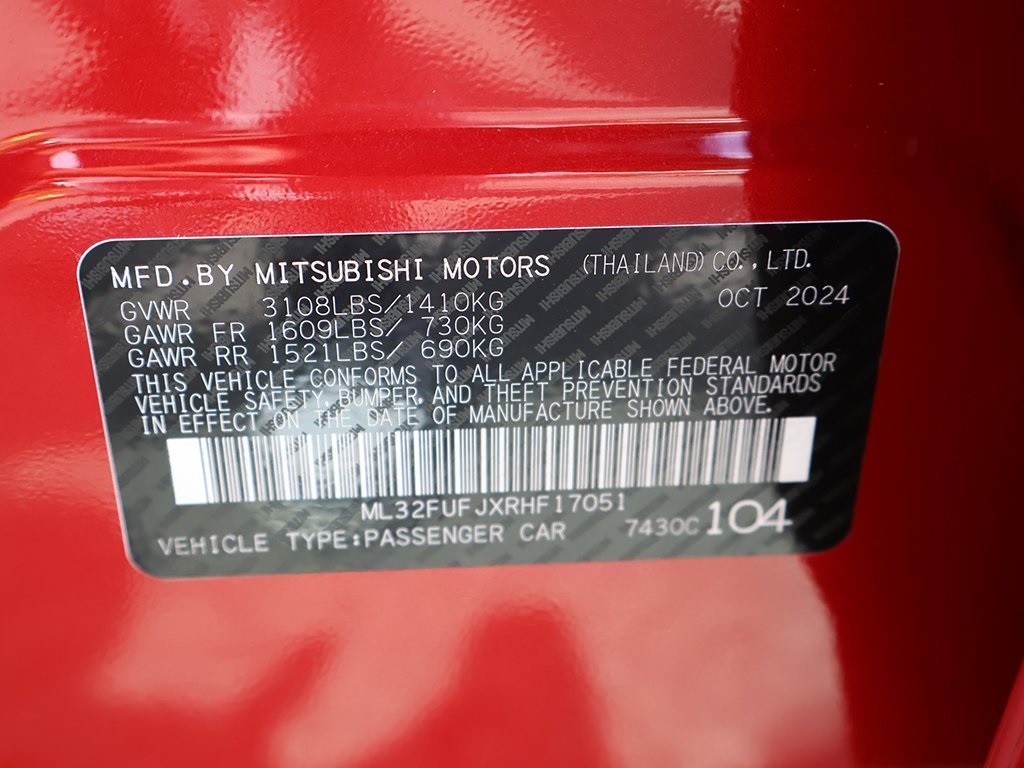 MFD.BY MITSUBISHI MOTORS (THAILAND) CO.,LTD.
GVWR 3108LBS/1410KG OCT 2024
GAWR FR 1609LBS/ 730KG
GAWR RR 1521LBS/ 690KG
THIS VEHICLE CONFORMS TO ALL APPLICABLE FEDERAL MOTOR
VEHICLE SAFETY, BUMPER, AND THEFT PREVENTION STANDARDS
IN EFFECT ON THE DATE OF MANUFACTURE SHOWN ABOVE.
ML32FUFJXRHF17051
VEHICLE TYPE:PASSENGER CAR 7430C 104